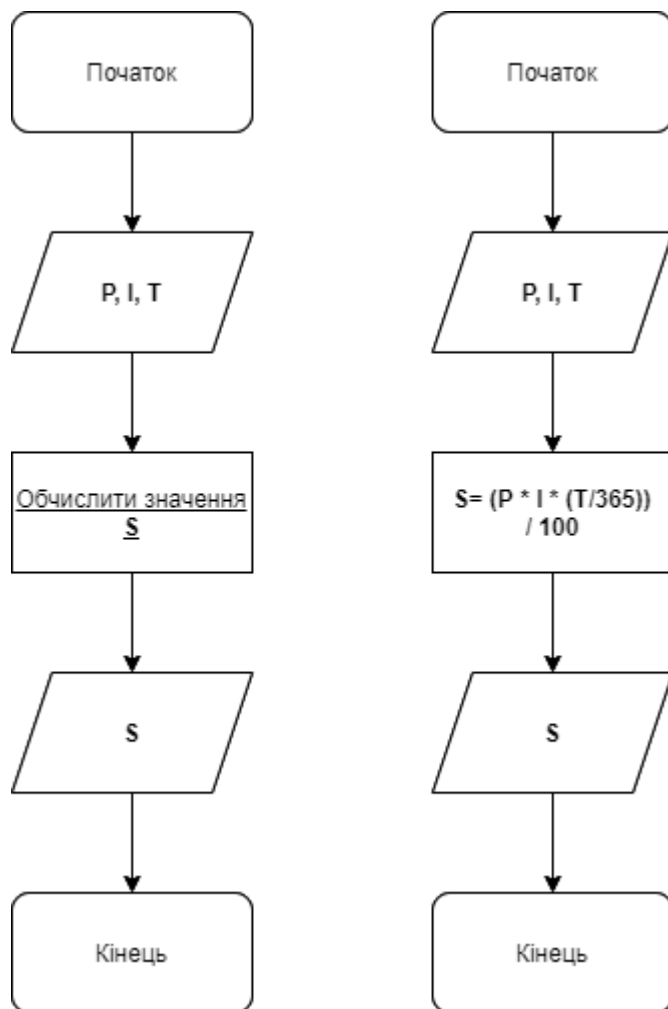 Початок
P, I, T
Обчислити значення
S
S
Кінець
Початок
P, I, T
S= (P * I * (T/365))
/ 100
S
Кінець